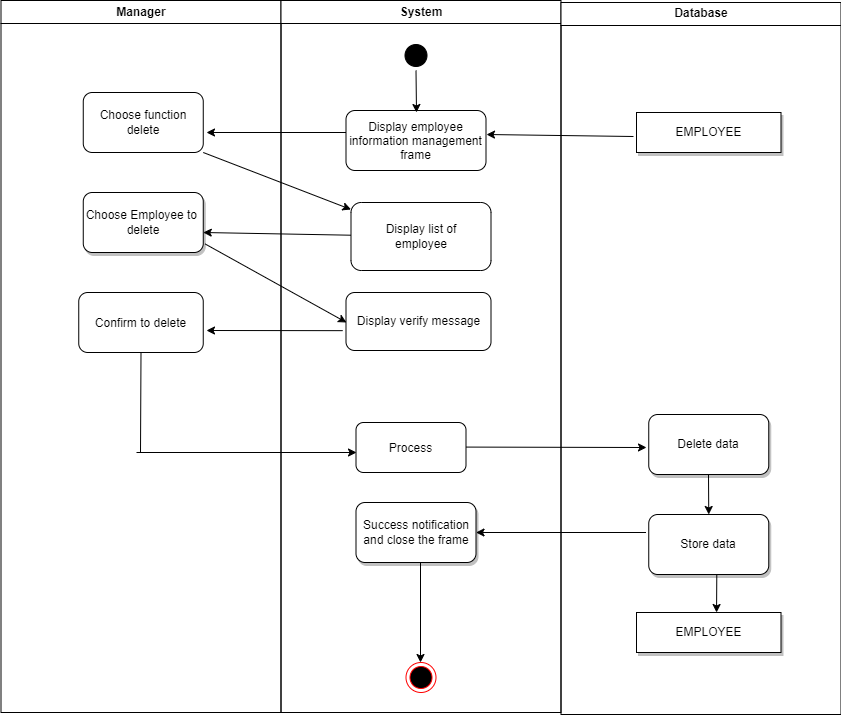 Manager
System
Database
Choose function
delete
Display employee
information management
frame
EMPLOYEE
Choose Employee to
delete
Display list of
employee
Confirm to delete
Display verify message
Process
Delete data
Success notification
and close the frame
Store data
EMPLOYEE